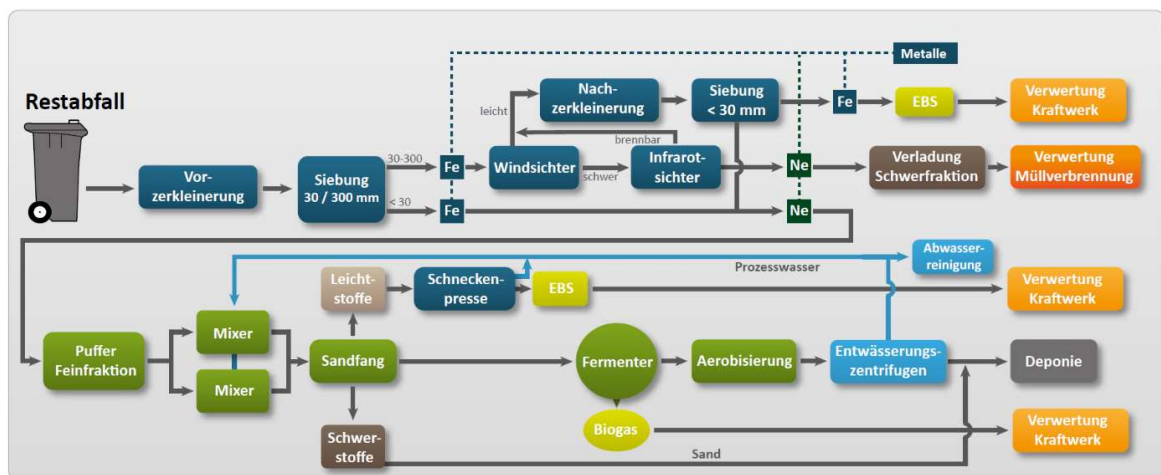 Metalle
Restabfall
Nach-
zerkleinerung
Siebung
< 30 mm
Fe
EBS
Verwertung
Kraftwerk
leicht
brennbar
30-300
Fe
Windsichter
schwer
Infrarot-
sichter
Ne
Verladung
Schwerfraktion
Verwertung
Müllverbrennung
Vor-
zerkleinerung
Siebung
30 / 300 mm
< 30
Fe
Ne
Abwasser-
reinigung
Prozesswasser
Leicht-
stoffe
Schnecken-
presse
EBS
Verwertung
Kraftwerk
Puffer
Feinfraktion
Mixer
Mixer
Sandfang
Fermenter
Aerobisierung
Entwässerungs-
zentrifugen
Deponie
Biogas
Verwertung
Kraftwerk
Schwer-
stoffe
Sand